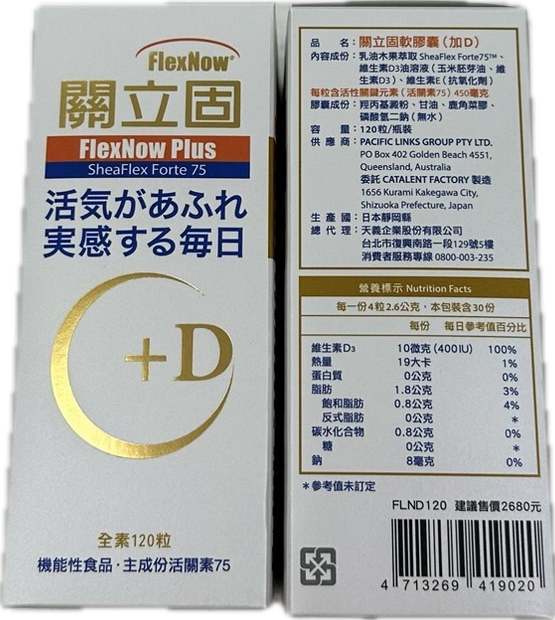 FlexNow®
關立固
FlexNow Plus
SheaFlex Forte 75
活気があふれ
実感する毎日
+D
全素120粒
機能性食品·主成份活關素75
品名：關立固軟膠囊(加D)
內容成份：乳油木果萃取 SheaFlex Forte75™、
維生素D3油溶液(玉米胚芽油、維
生素D3)、維生素E(抗氧化劑)
每粒含活性關鍵元素(活關素75) 450毫克
膠囊成份：羥丙基澱粉、甘油、鹿角菜膠、
磷酸氫二鈉(無水)
容量：120粒/瓶裝
供應商：PACIFIC LINKS GROUP PTY LTD.
PO Box 402 Golden Beach 4551,
Queensland, Australia
委託 CATALENT FACTORY 製造
1656 Kurami Kakegawa City,
Shizuoka Prefecture, Japan
生產國：日本靜岡縣
總代理：天義企業股份有限公司
台北市復興南路一段129號5樓
消費者服務專線 0800-003-235
營養標示 Nutrition Facts
每一份4粒2.6公克，本包裝含30份
每份 每日參考值百分比
維生素D3 10微克(400IU) 100%
熱量 19大卡 1%
蛋白質 0公克 0%
脂肪 1.8公克 3%
飽和脂肪 0.8公克 4%
反式脂肪 0公克 *
碳水化合物 0.8公克 0%
糖 0公克 *
鈉 8毫克 0%
*參考值未訂定
FLND120 建議售價2680元
4 713269 419020